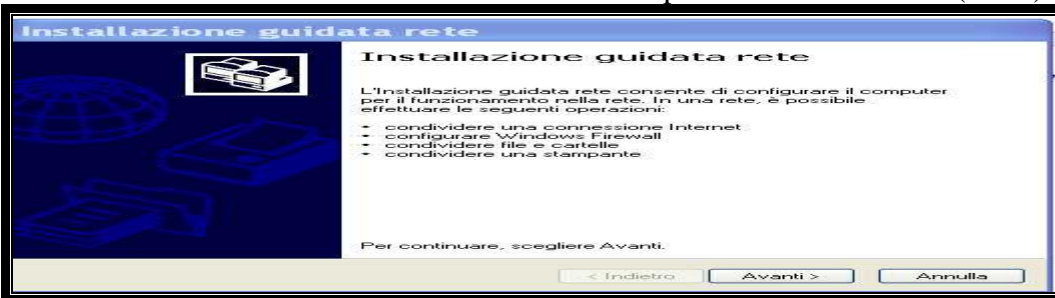 Installazione guidata rete
Installazione guidata rete
L'Installazione guidata rete consente di configurare il computer
per il funzionamento nella rete. In una rete, è possibile
effettuare le seguenti operazioni:
• condividere una connessione Internet
• configurare Windows Firewall
• condividere file e cartelle
• condividere una stampante
Per continuare, scegliere Avanti.
< Indietro
Avanti >
Annulla